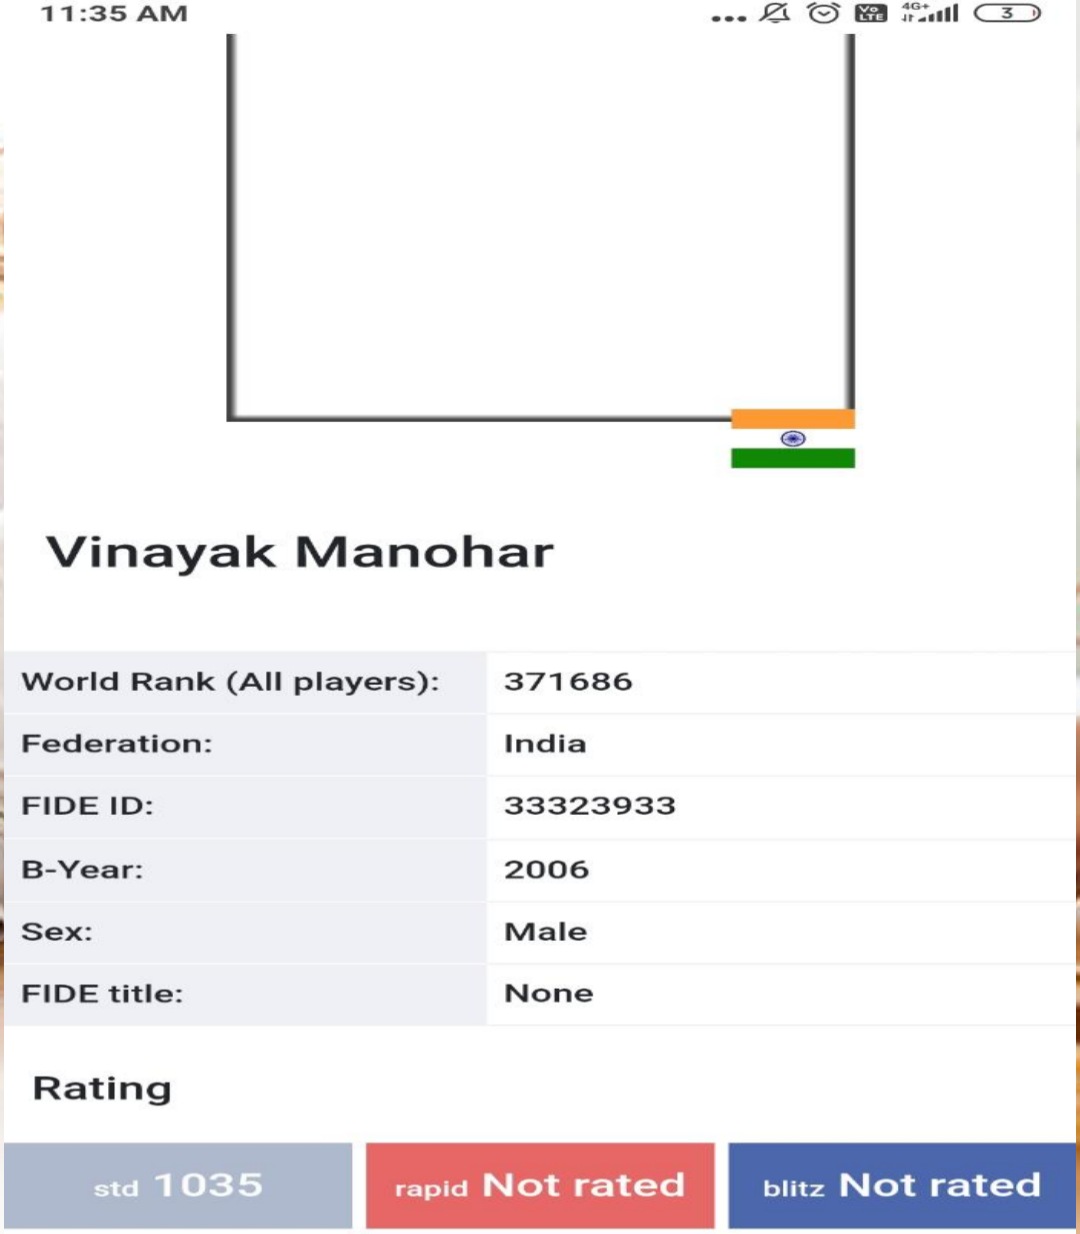 11:35 AM
Vo LTE 4G+ 3
Vinayak Manohar
World Rank (All players): 371686
Federation: India
FIDE ID: 33323933
B-Year: 2006
Sex: Male
FIDE title: None
Rating
std 1035 rapid Not rated blitz Not rated